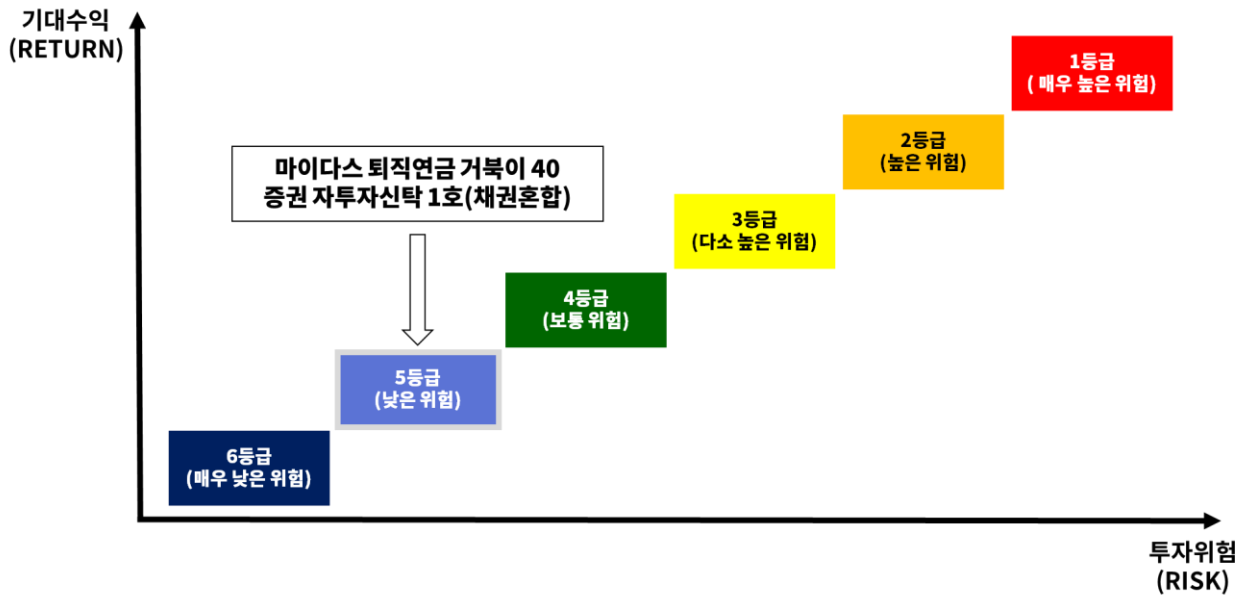 기대수익
(RETURN)
1등급
( 매우 높은 위험)
2등급
(높은 위험)
마이다스 퇴직연금 거북이 40
증권 자투자신탁 1호(채권혼합)
3등급
(다소 높은 위험)
4등급
(보통 위험)
5등급
(낮은 위험)
6등급
(매우 낮은 위험)
투자위험
(RISK)